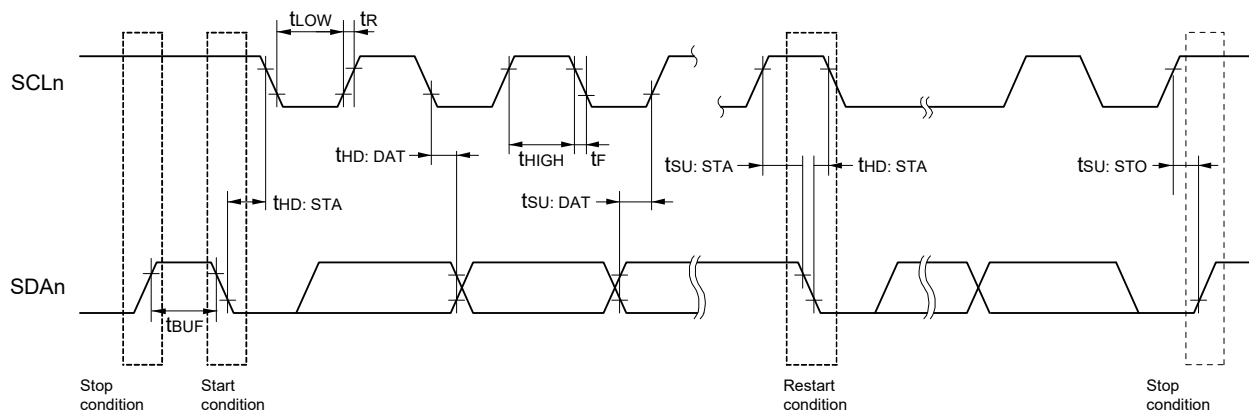 tLOW tR
SCLn
tHD: DAT tHIGH tF tSU: STA tHD: STA tSU: STO
tHD: STA tSU: DAT
SDAn
tBUF
Stop condition
Start condition
Restart condition
Stop condition